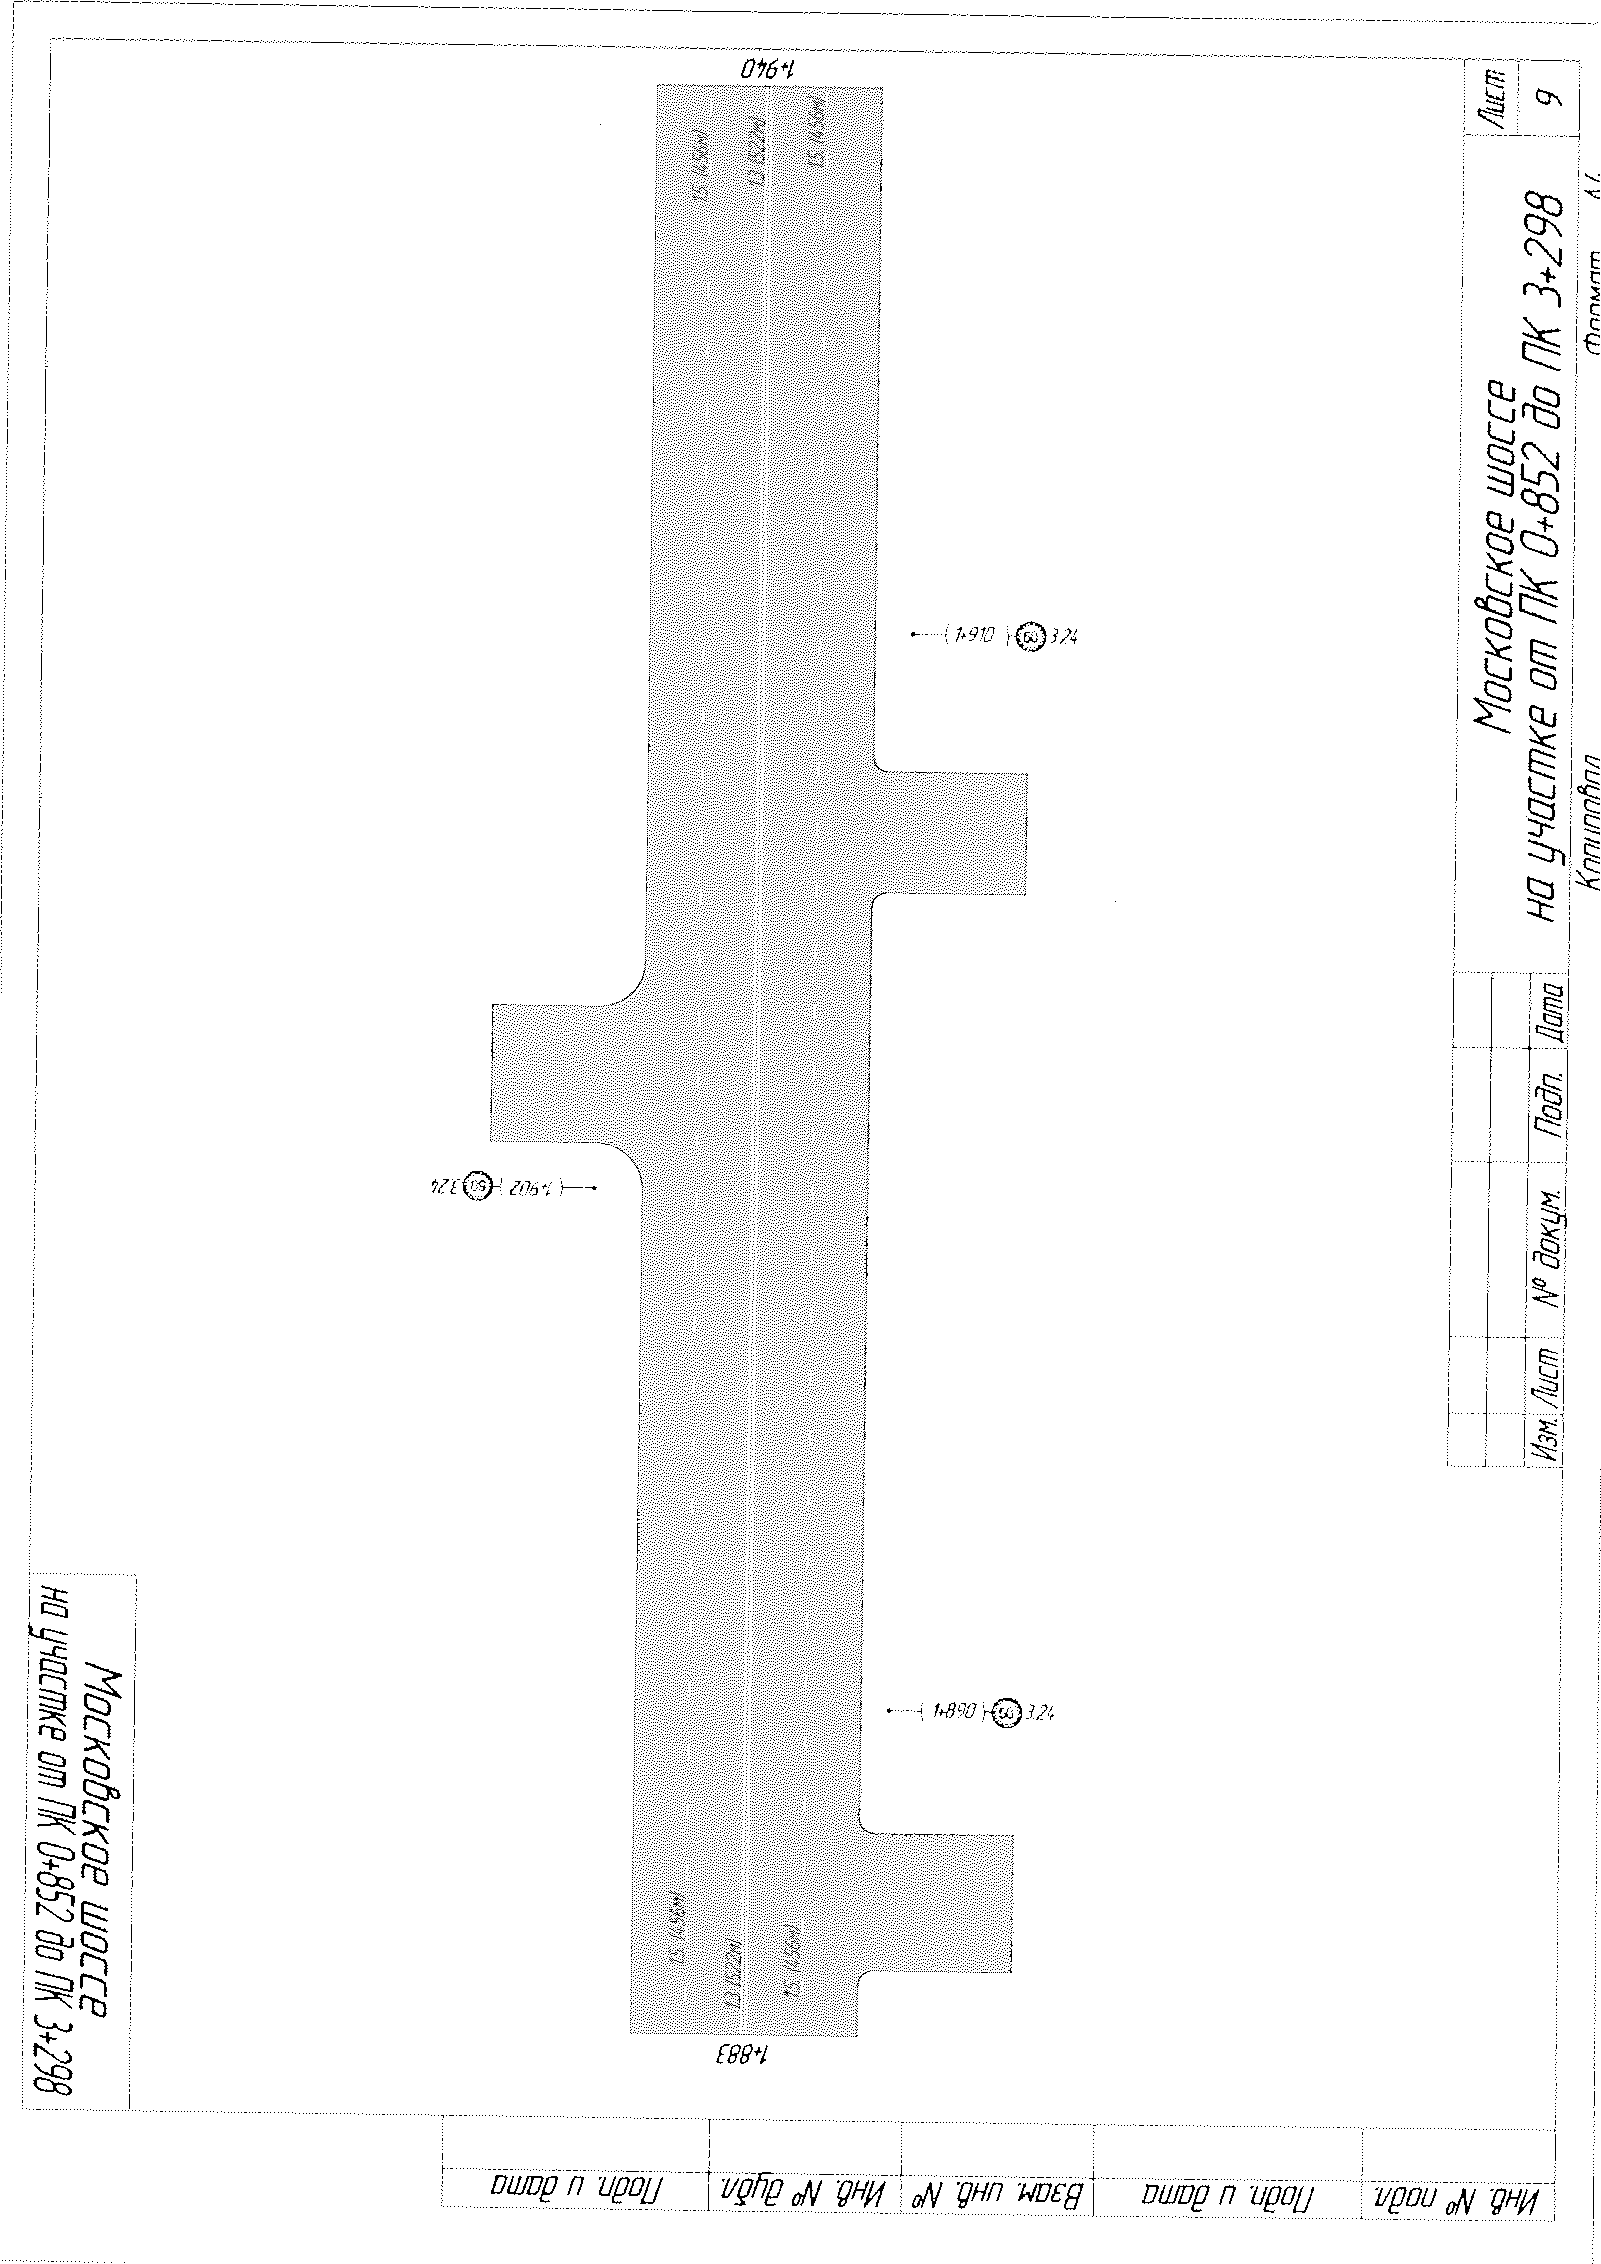 Московское шоссе
на участке от ПК 0+852 до ПК 3+298
1+940
1+910
3.24
1+902
3.24
1+890
50
3.24
1+883
Московское шоссе
на участке от ПК 0+852 до ПК 3+298
Лист
9
Изм.
Лист
№ докум.
Подп.
Дата
Копировал
Формат
Инв. № подл.
Подп. и дата
Взам. инв. №
Инв. № дубл.
Подп. и дата